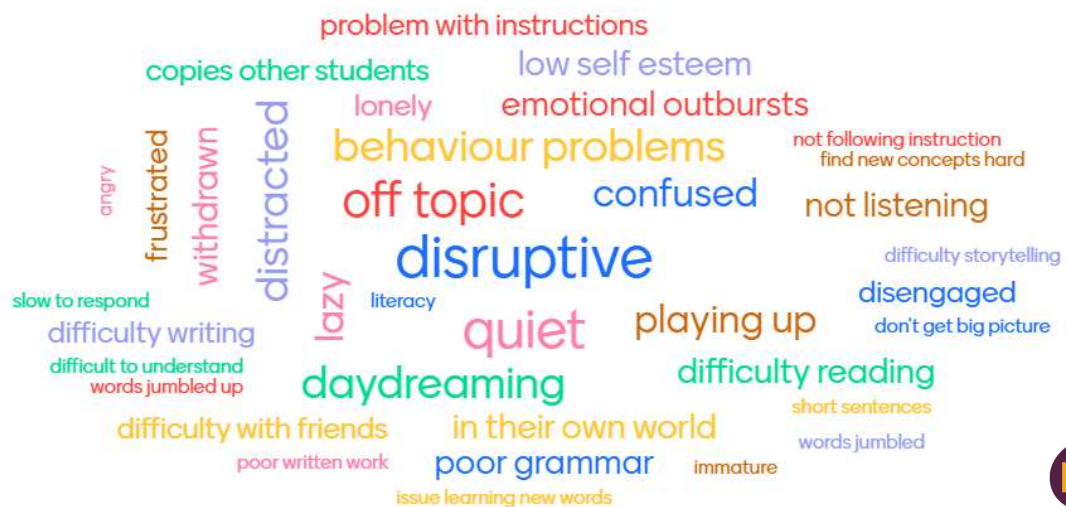 problem with instructions
copies other students
low self esteem
lonely
emotional outbursts
behaviour problems
not following instruction
find new concepts hard
angry
frustrated
withdrawn
distracted
off topic
confused
not listening
disruptive
difficulty storytelling
slow to respond
lazy
literacy
disengaged
difficulty writing
quiet
playing up
don't get big picture
difficult to understand
words jumbled up
daydreaming
difficulty reading
short sentences
difficulty with friends
in their own world
words jumbled
poor written work
poor grammar
immature
issue learning new words